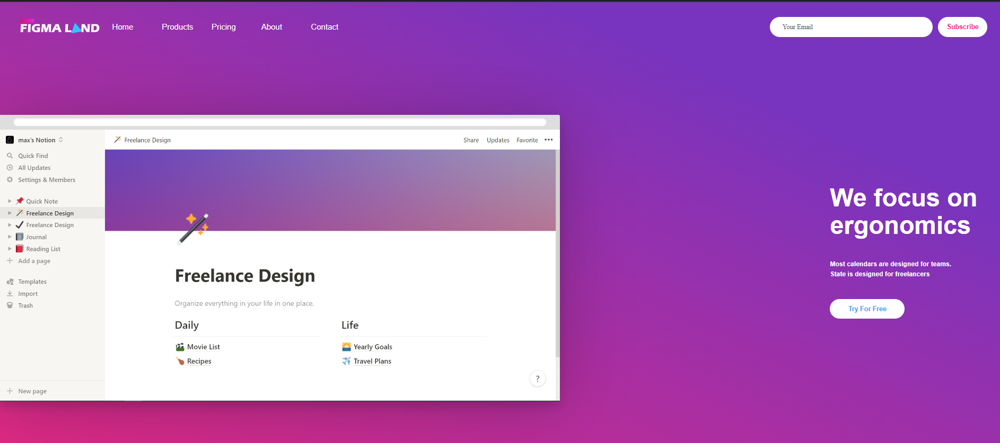 FIGMA LAND Home Products Pricing About Contact Your Email Subscribe
max's Notion
Quick Find
All Updates
Settings & Members
Quick Note
Freelance Design
Freelance Design
Journal
Reading List
Add a page
Templates
Import
Trash
New page
Freelance Design Share Updates Favorite •••
Freelance Design
Organize everything in your life in one place.
Daily
Movie List
Recipes
Life
Yearly Goals
Travel Plans
?
We focus on
ergonomics
Most calendars are designed for teams.
State is designed for freelancers
Try For Free